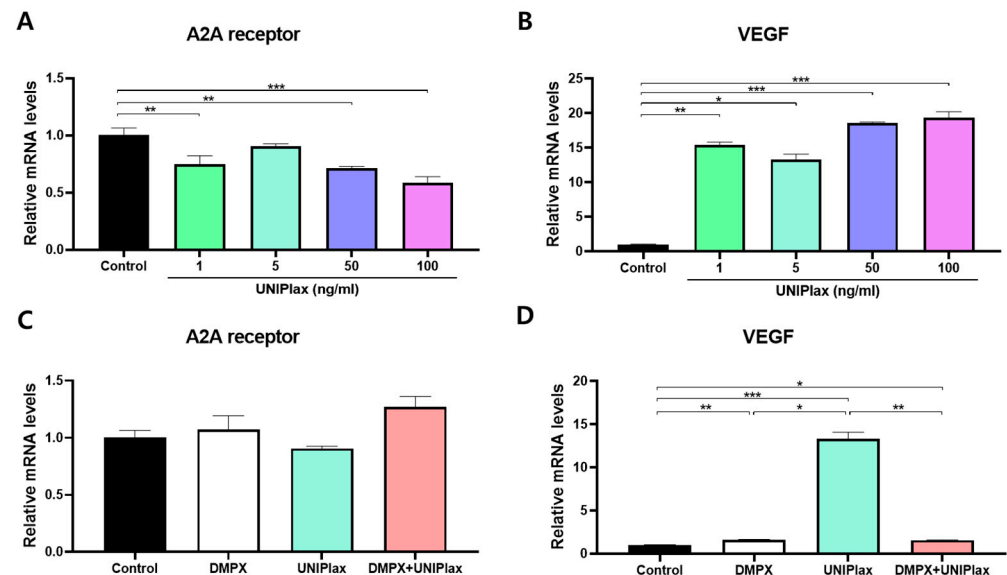 A
A2A receptor
Relative mRNA levels
1.5
1.0
0.5
0.0
***
**
**
Control 1 5 50 100
UNIPlax (ng/ml)
B
VEGF
Relative mRNA levels
25
20
15
10
5
0
***
***
*
**
Control 1 5 50 100
UNIPlax (ng/ml)
C
A2A receptor
Relative mRNA levels
1.5
1.0
0.5
0.0
Control DMPX UNIPlax DMPX+UNIPlax
D
VEGF
Relative mRNA levels
20
15
10
5
0
*
***
** * **
Control DMPX UNIPlax DMPX+UNIPlax